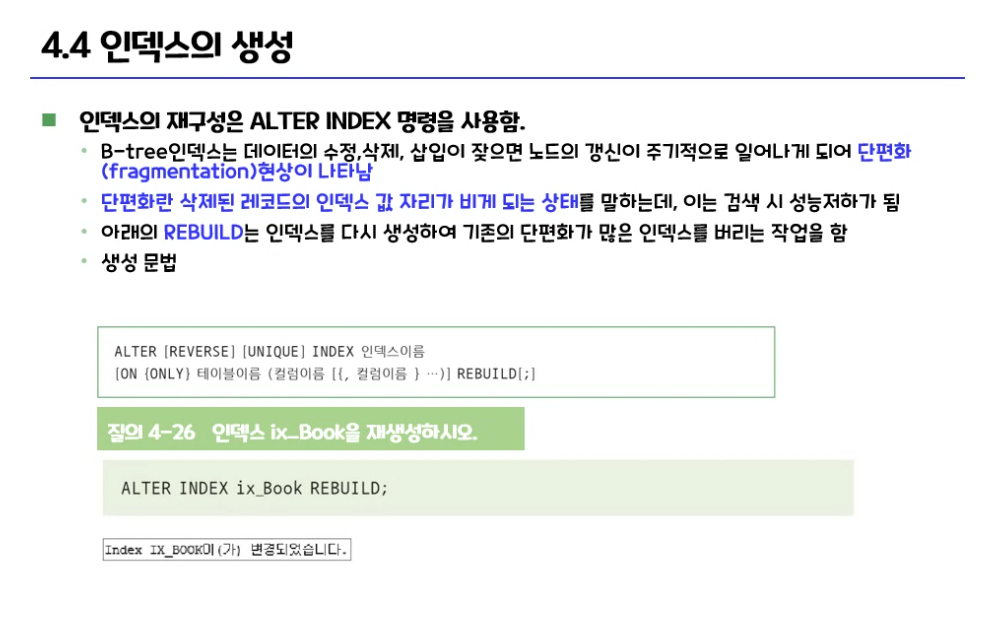 4.4 인덱스의 생성
인덱스의 재구성은 ALTER INDEX 명령을 사용함.
B-tree인덱스는 데이터의 수정,삭제, 삽입이 잦으면 노드의 갱신이 주기적으로 일어나게 되어 단편화
(fragmentation)현상이 나타남
단편화란 삭제된 레코드의 인덱스 값 자리가 비게 되는 상태를 말하는데, 이는 검색 시 성능저하가 됨
아래의 REBUILD는 인덱스를 다시 생성하여 기존의 단편화가 많은 인덱스를 버리는 작업을 함
생성 문법
ALTER [REVERSE] [UNIQUE] INDEX 인덱스이름
[ON {ONLY} 테이블이름 (컬럼이름 [{, 컬럼이름 } …)] REBUILD[;]
질의 4-26 인덱스 ix_Book을 재생성하시오.
ALTER INDEX ix_Book REBUILD;
Index IX_BOOK이(가) 변경되었습니다.